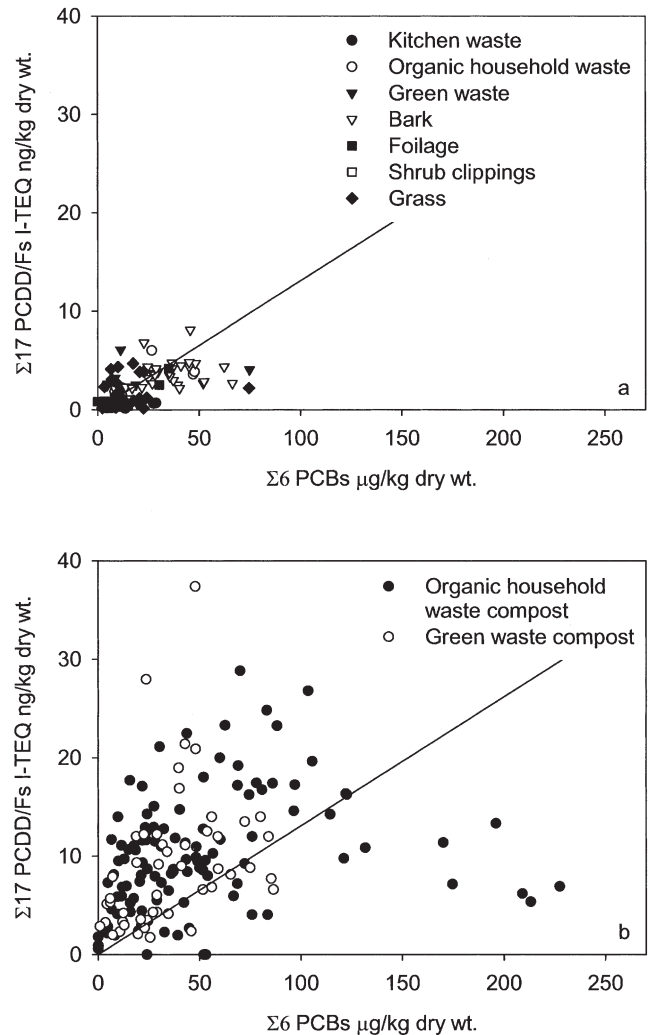 40
30
20
10
0
Σ17 PCDD/Fs I-TEQ ng/kg dry wt.
Kitchen waste
Organic household waste
Green waste
Bark
Foilage
Shrub clippings
Grass
a
0 50 100 150 200 250
Σ6 PCBs μg/kg dry wt.
40
30
20
10
0
Σ17 PCDD/Fs I-TEQ ng/kg dry wt.
Organic household
waste compost
Green waste compost
b
0 50 100 150 200 250
Σ6 PCBs μg/kg dry wt.